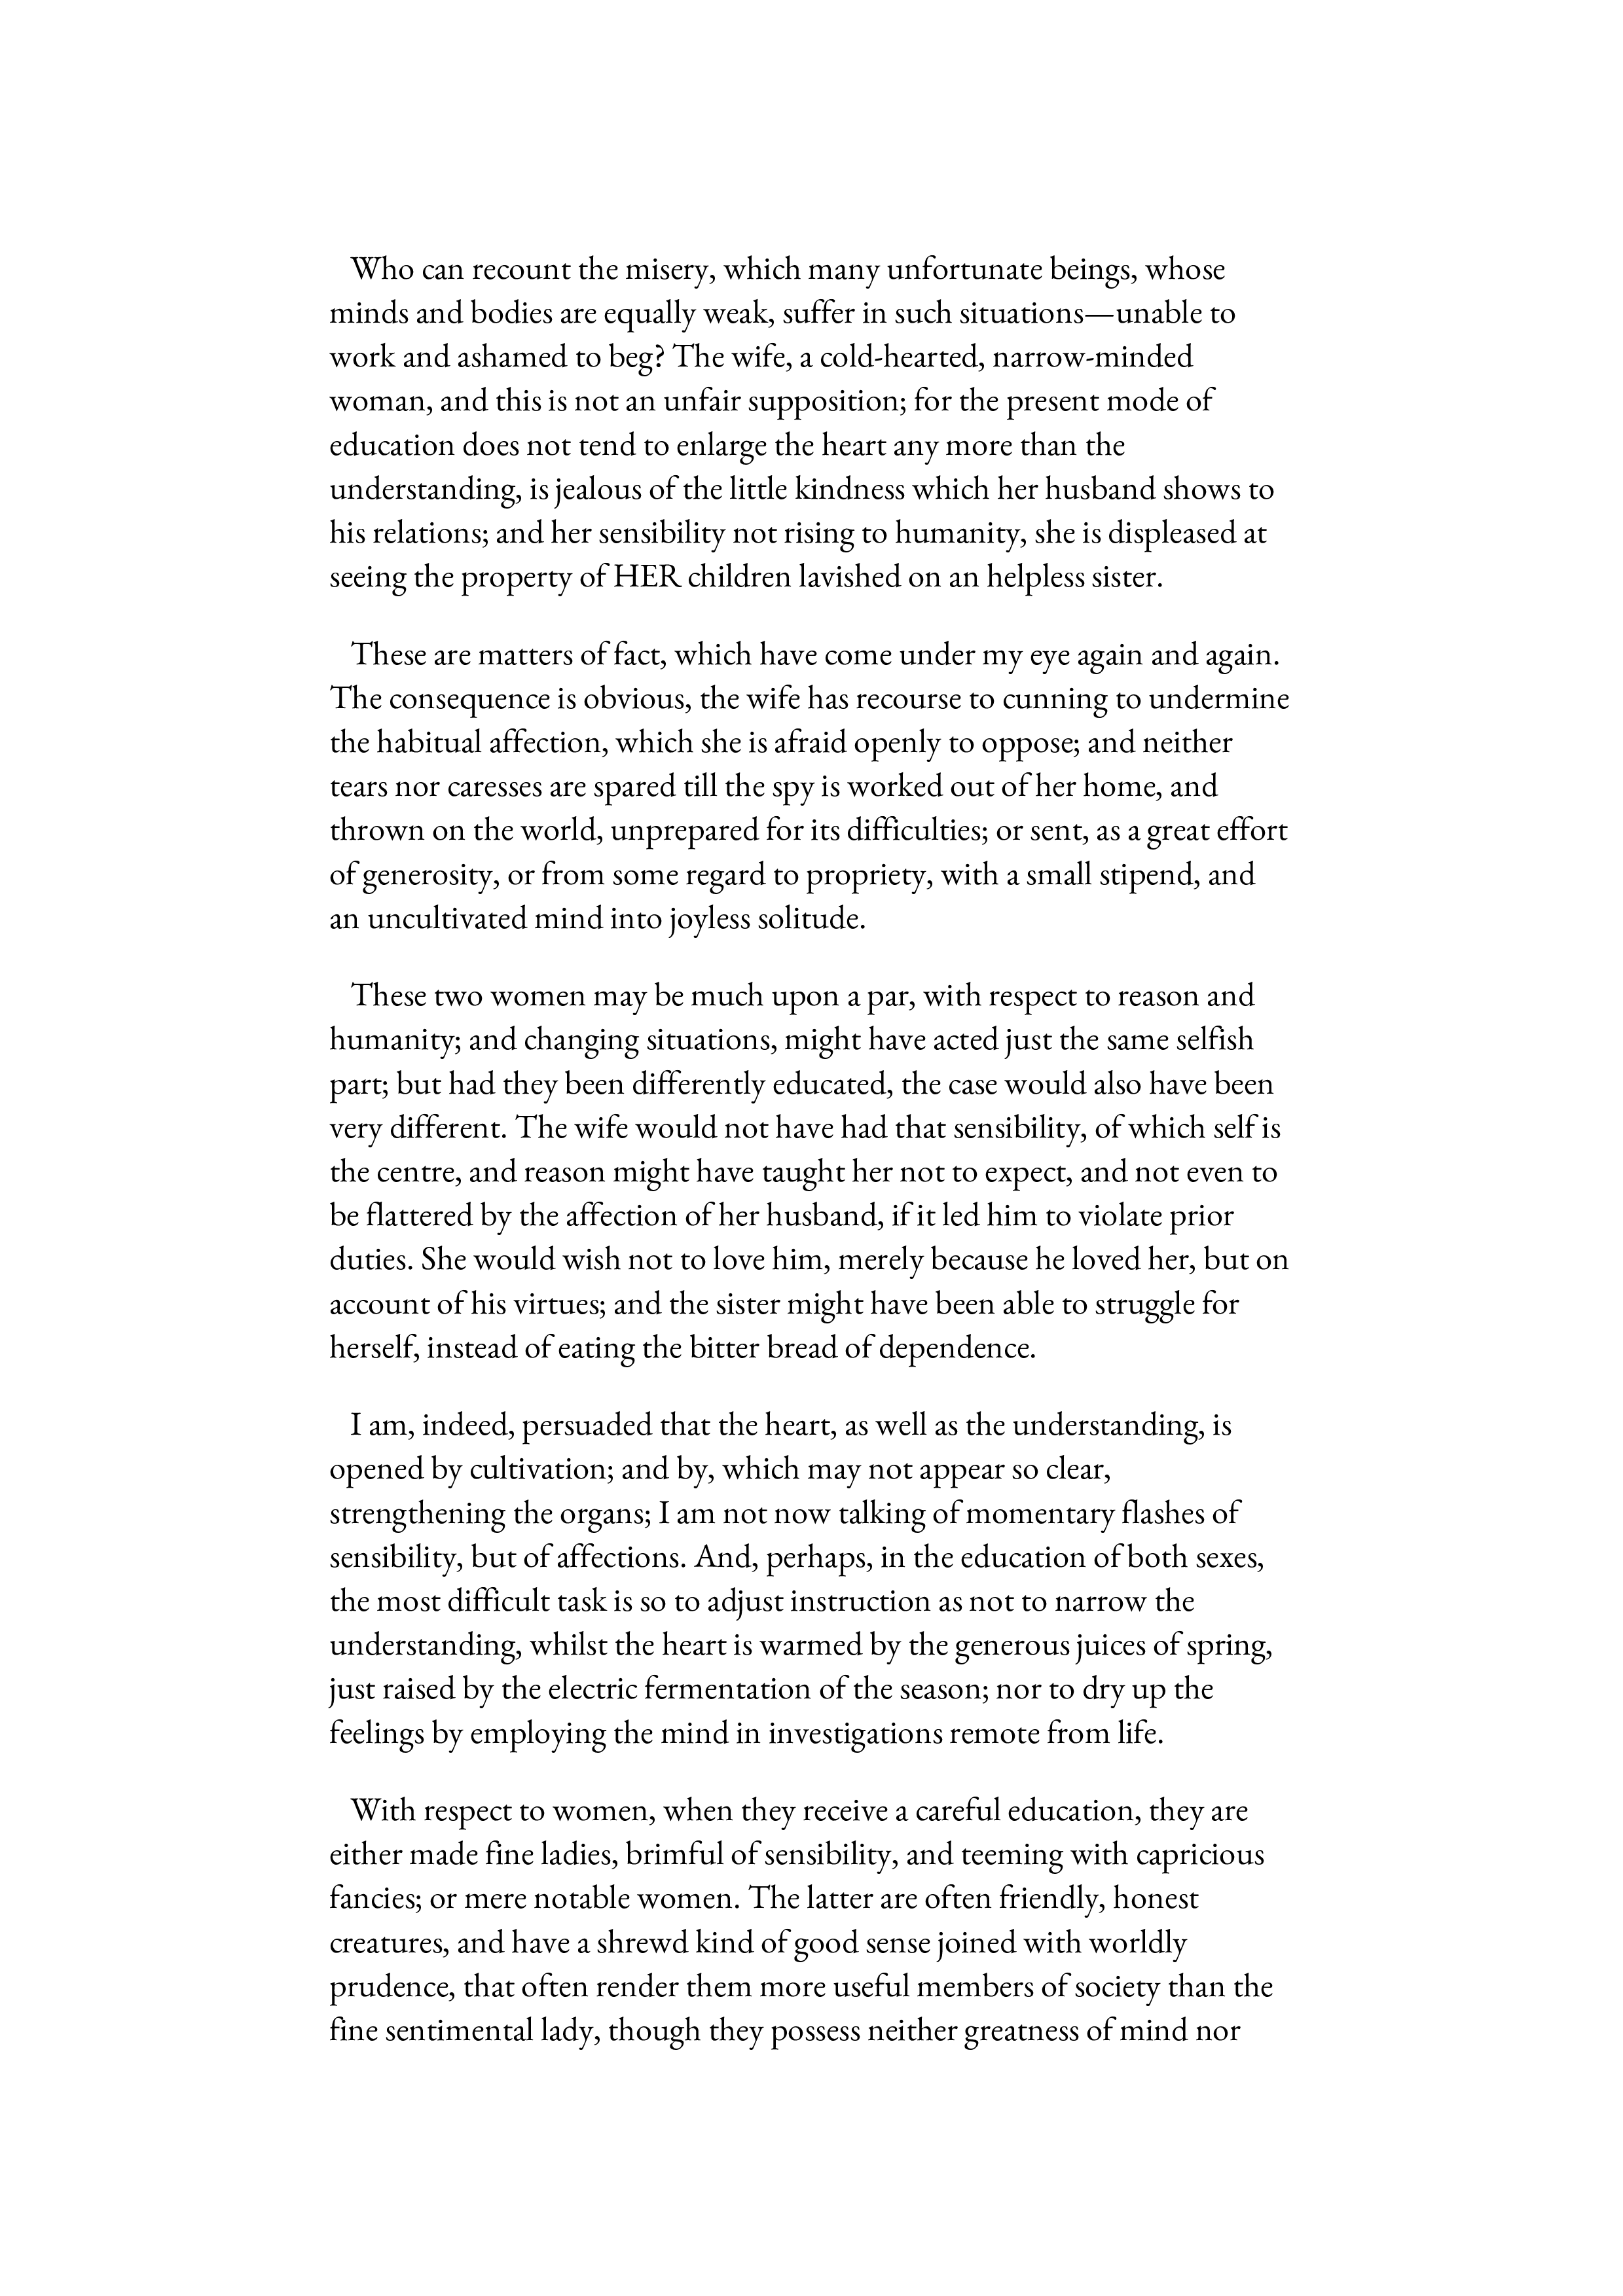 Who can recount the misery, which many unfortunate beings, whose
minds and bodies are equally weak, suffer in such situations—unable to
work and ashamed to beg? The wife, a cold-hearted, narrow-minded
woman, and this is not an unfair supposition; for the present mode of
education does not tend to enlarge the heart any more than the
understanding, is jealous of the little kindness which her husband shows to
his relations; and her sensibility not rising to humanity, she is displeased at
seeing the property of HER children lavished on an helpless sister.
These are matters of fact, which have come under my eye again and again.
The consequence is obvious, the wife has recourse to cunning to undermine
the habitual affection, which she is afraid openly to oppose; and neither
tears nor caresses are spared till the spy is worked out of her home, and
thrown on the world, unprepared for its difficulties; or sent, as a great effort
of generosity, or from some regard to propriety, with a small stipend, and
an uncultivated mind into joyless solitude.
These two women may be much upon a par, with respect to reason and
humanity; and changing situations, might have acted just the same selfish
part; but had they been differently educated, the case would also have been
very different. The wife would not have had that sensibility, of which self is
the centre, and reason might have taught her not to expect, and not even to
be flattered by the affection of her husband, if it led him to violate prior
duties. She would wish not to love him, merely because he loved her, but on
account of his virtues; and the sister might have been able to struggle for
herself, instead of eating the bitter bread of dependence.
I am, indeed, persuaded that the heart, as well as the understanding, is
opened by cultivation; and by, which may not appear so clear,
strengthening the organs; I am not now talking of momentary flashes of
sensibility, but of affections. And, perhaps, in the education of both sexes,
the most difficult task is so to adjust instruction as not to narrow the
understanding, whilst the heart is warmed by the generous juices of spring,
just raised by the electric fermentation of the season; nor to dry up the
feelings by employing the mind in investigations remote from life.
With respect to women, when they receive a careful education, they are
either made fine ladies, brimful of sensibility, and teeming with capricious
fancies; or mere notable women. The latter are often friendly, honest
creatures, and have a shrewd kind of good sense joined with worldly
prudence, that often render them more useful members of society than the
fine sentimental lady, though they possess neither greatness of mind nor